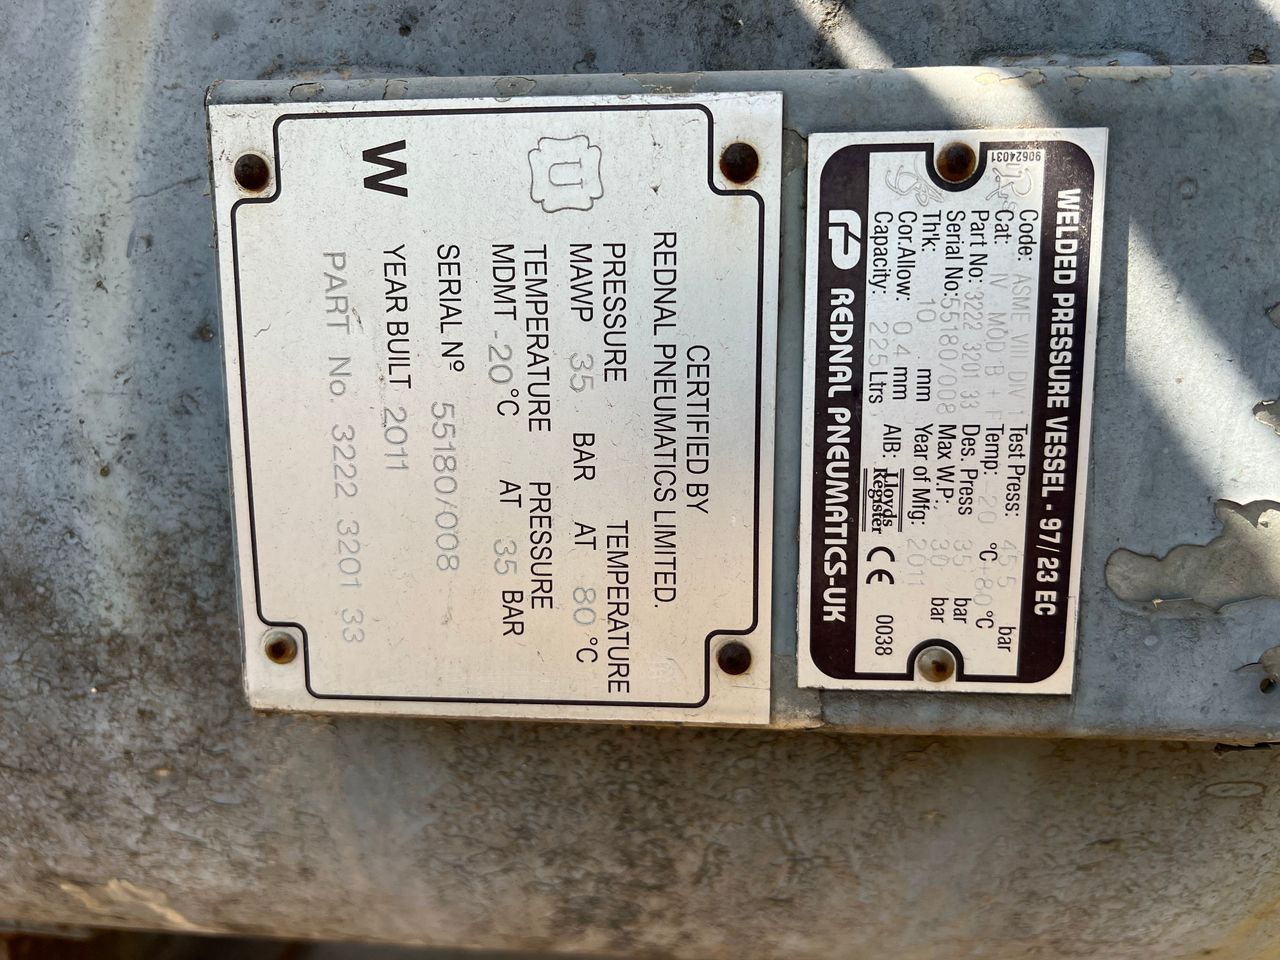 WELDED PRESSURE VESSEL - 97/23 EC
90624031
Code: ASME VIII DIV 1 Test Press: 45.5 bar
Cat: IV MOD B + F Temp: -20 °C +80 °C
Part No: 3222 3201 33 Des. Press 35 bar
Serial No: 55180/008 Max W.P.: 30 bar
Th'k: 10 mm Year of Mfg: 2011
Cor.Allow: 0.4 mm
Capacity: 225 Ltrs AIB: Lloyds Register CE 0038
REDNAL PNEUMATICS-UK
CERTIFIED BY
REDNAL PNEUMATICS LIMITED.
U
PRESSURE TEMPERATURE
MAWP 35 BAR AT 80 °C
TEMPERATURE PRESSURE
MDMT -20 °C AT 35 BAR
SERIAL Nº 55180/008
W
YEAR BUILT 2011
PART No. 3222 3201 33